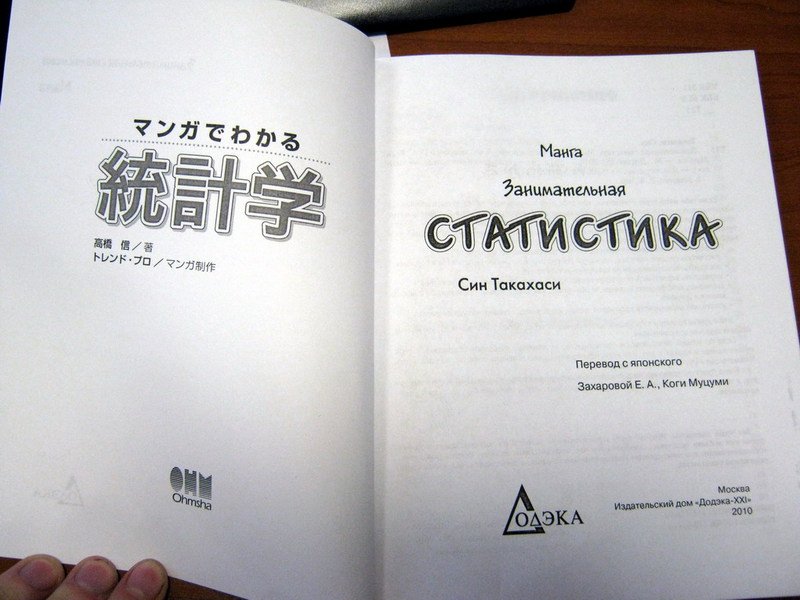 マンガでわかる
統計学
高橋 信／著
トレンド・プロ／マンガ制作
OHM
Ohmsha
Манга
Занимательная
СТАТИСТИКА
Син Такахаси
Перевод с японского
Захаровой Е. А., Коги Муцуми
ДОДЭКА
Москва
Издательский дом «Додэка-XXI»
2010